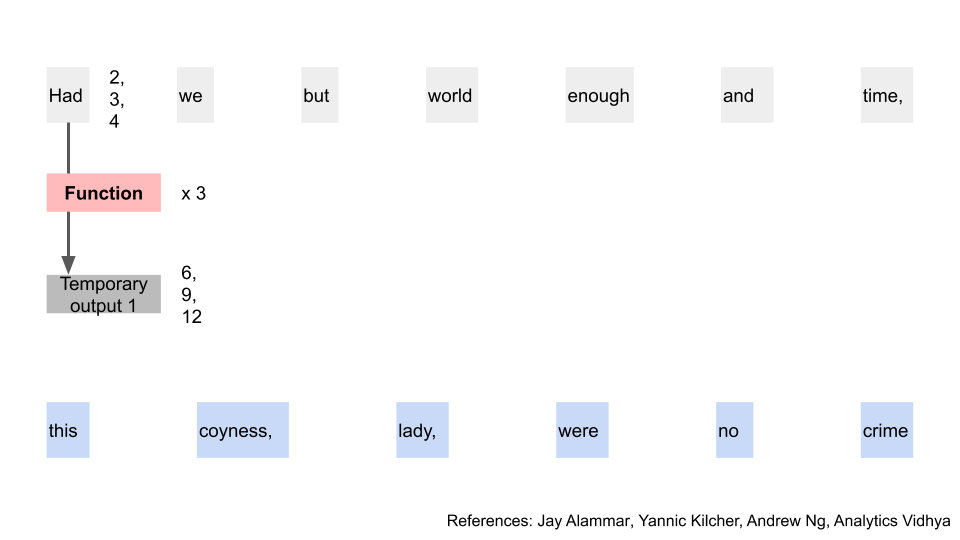 Had 2, we but world enough and time,
3,
4
Function x 3
6,
Temporary 9,
output 1 12
this coyness, lady, were no crime
References: Jay Alammar, Yannic Kilcher, Andrew Ng, Analytics Vidhya